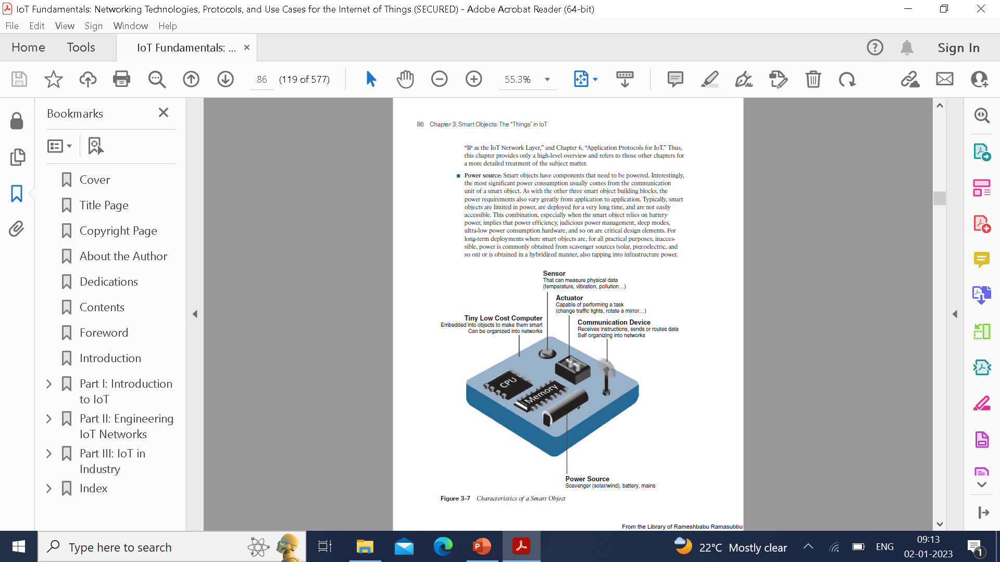 IoT Fundamentals: Networking Technologies, Protocols, and Use Cases for the Internet of Things (SECURED) - Adobe Acrobat Reader (64-bit)
File Edit View Sign Window Help
Home Tools IoT Fundamentals: ... Sign In
86 (119 of 577) 55.3%
Bookmarks
Cover
Title Page
Copyright Page
About the Author
Dedications
Contents
Foreword
Introduction
Part I: Introduction
to IoT
Part II: Engineering
IoT Networks
Part III: IoT in
Industry
Index
86 Chapter 3: Smart Objects: The “Things” in IoT
“IP as the IoT Network Layer,” and Chapter 6, “Application Protocols for IoT.” Thus,
this chapter provides only a high-level overview and refers to those other chapters for
a more detailed treatment of the subject matter.
■ Power source: Smart objects have components that need to be powered. Interestingly,
the most significant power consumption usually comes from the communication
unit of a smart object. As with the other three smart object building blocks, the
power requirements also vary greatly from application to application. Typically, smart
objects are limited in power, are deployed for a very long time, and are not easily
accessible. This combination, especially when the smart object relies on battery
power, implies that power efficiency, judicious power management, sleep modes,
ultra-low power consumption hardware, and so on are critical design elements. For
long-term deployments where smart objects are, for all practical purposes, inacces-
sible, power is commonly obtained from scavenger sources (solar, piezoelectric, and
so on) or is obtained in a hybridized manner, also tapping into infrastructure power.
Sensor
That can measure physical data
(temperature, vibration, pollution…)
Actuator
Capable of performing a task
(change traffic lights, rotate a mirror…)
Tiny Low Cost Computer
Embedded into objects to make them smart
Can be organized into networks
Communication Device
Receives instructions, sends or routes data
Self organizing into networks
CPU
Memory
Power Source
Scavenger (solar/wind), battery, mains
Figure 3-7 Characteristics of a Smart Object
From the Library of Rameshbabu Ramasubbu
Type here to search
P
22°C Mostly clear
ENG
09:13
02-01-2023
1